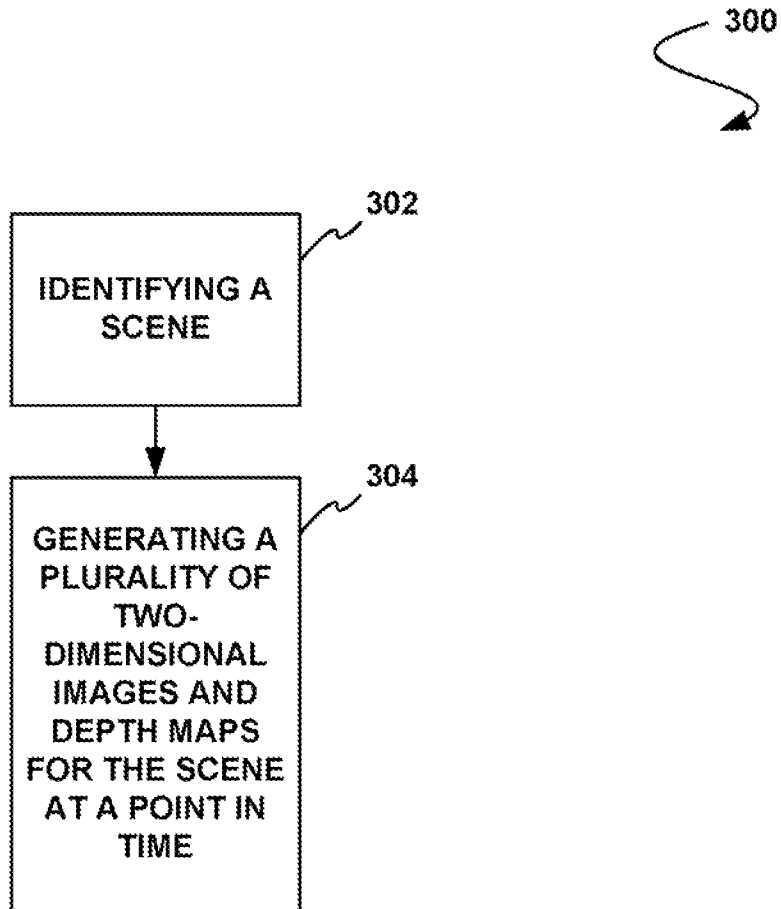 300
302
IDENTIFYING A
SCENE
304
GENERATING A
PLURALITY OF
TWO-
DIMENSIONAL
IMAGES AND
DEPTH MAPS
FOR THE SCENE
AT A POINT IN
TIME